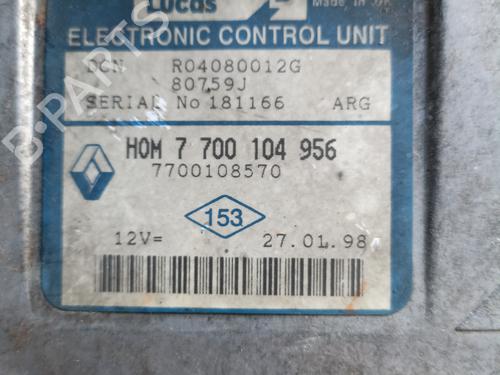 Lucas Made in UK
ELECTRONIC CONTROL UNIT
DCN R04080012G
80759J
SERIAL No 181166 ARG
HOM 7 700 104 956
7700108570
153
12V= 27.01.98
B-PARTS